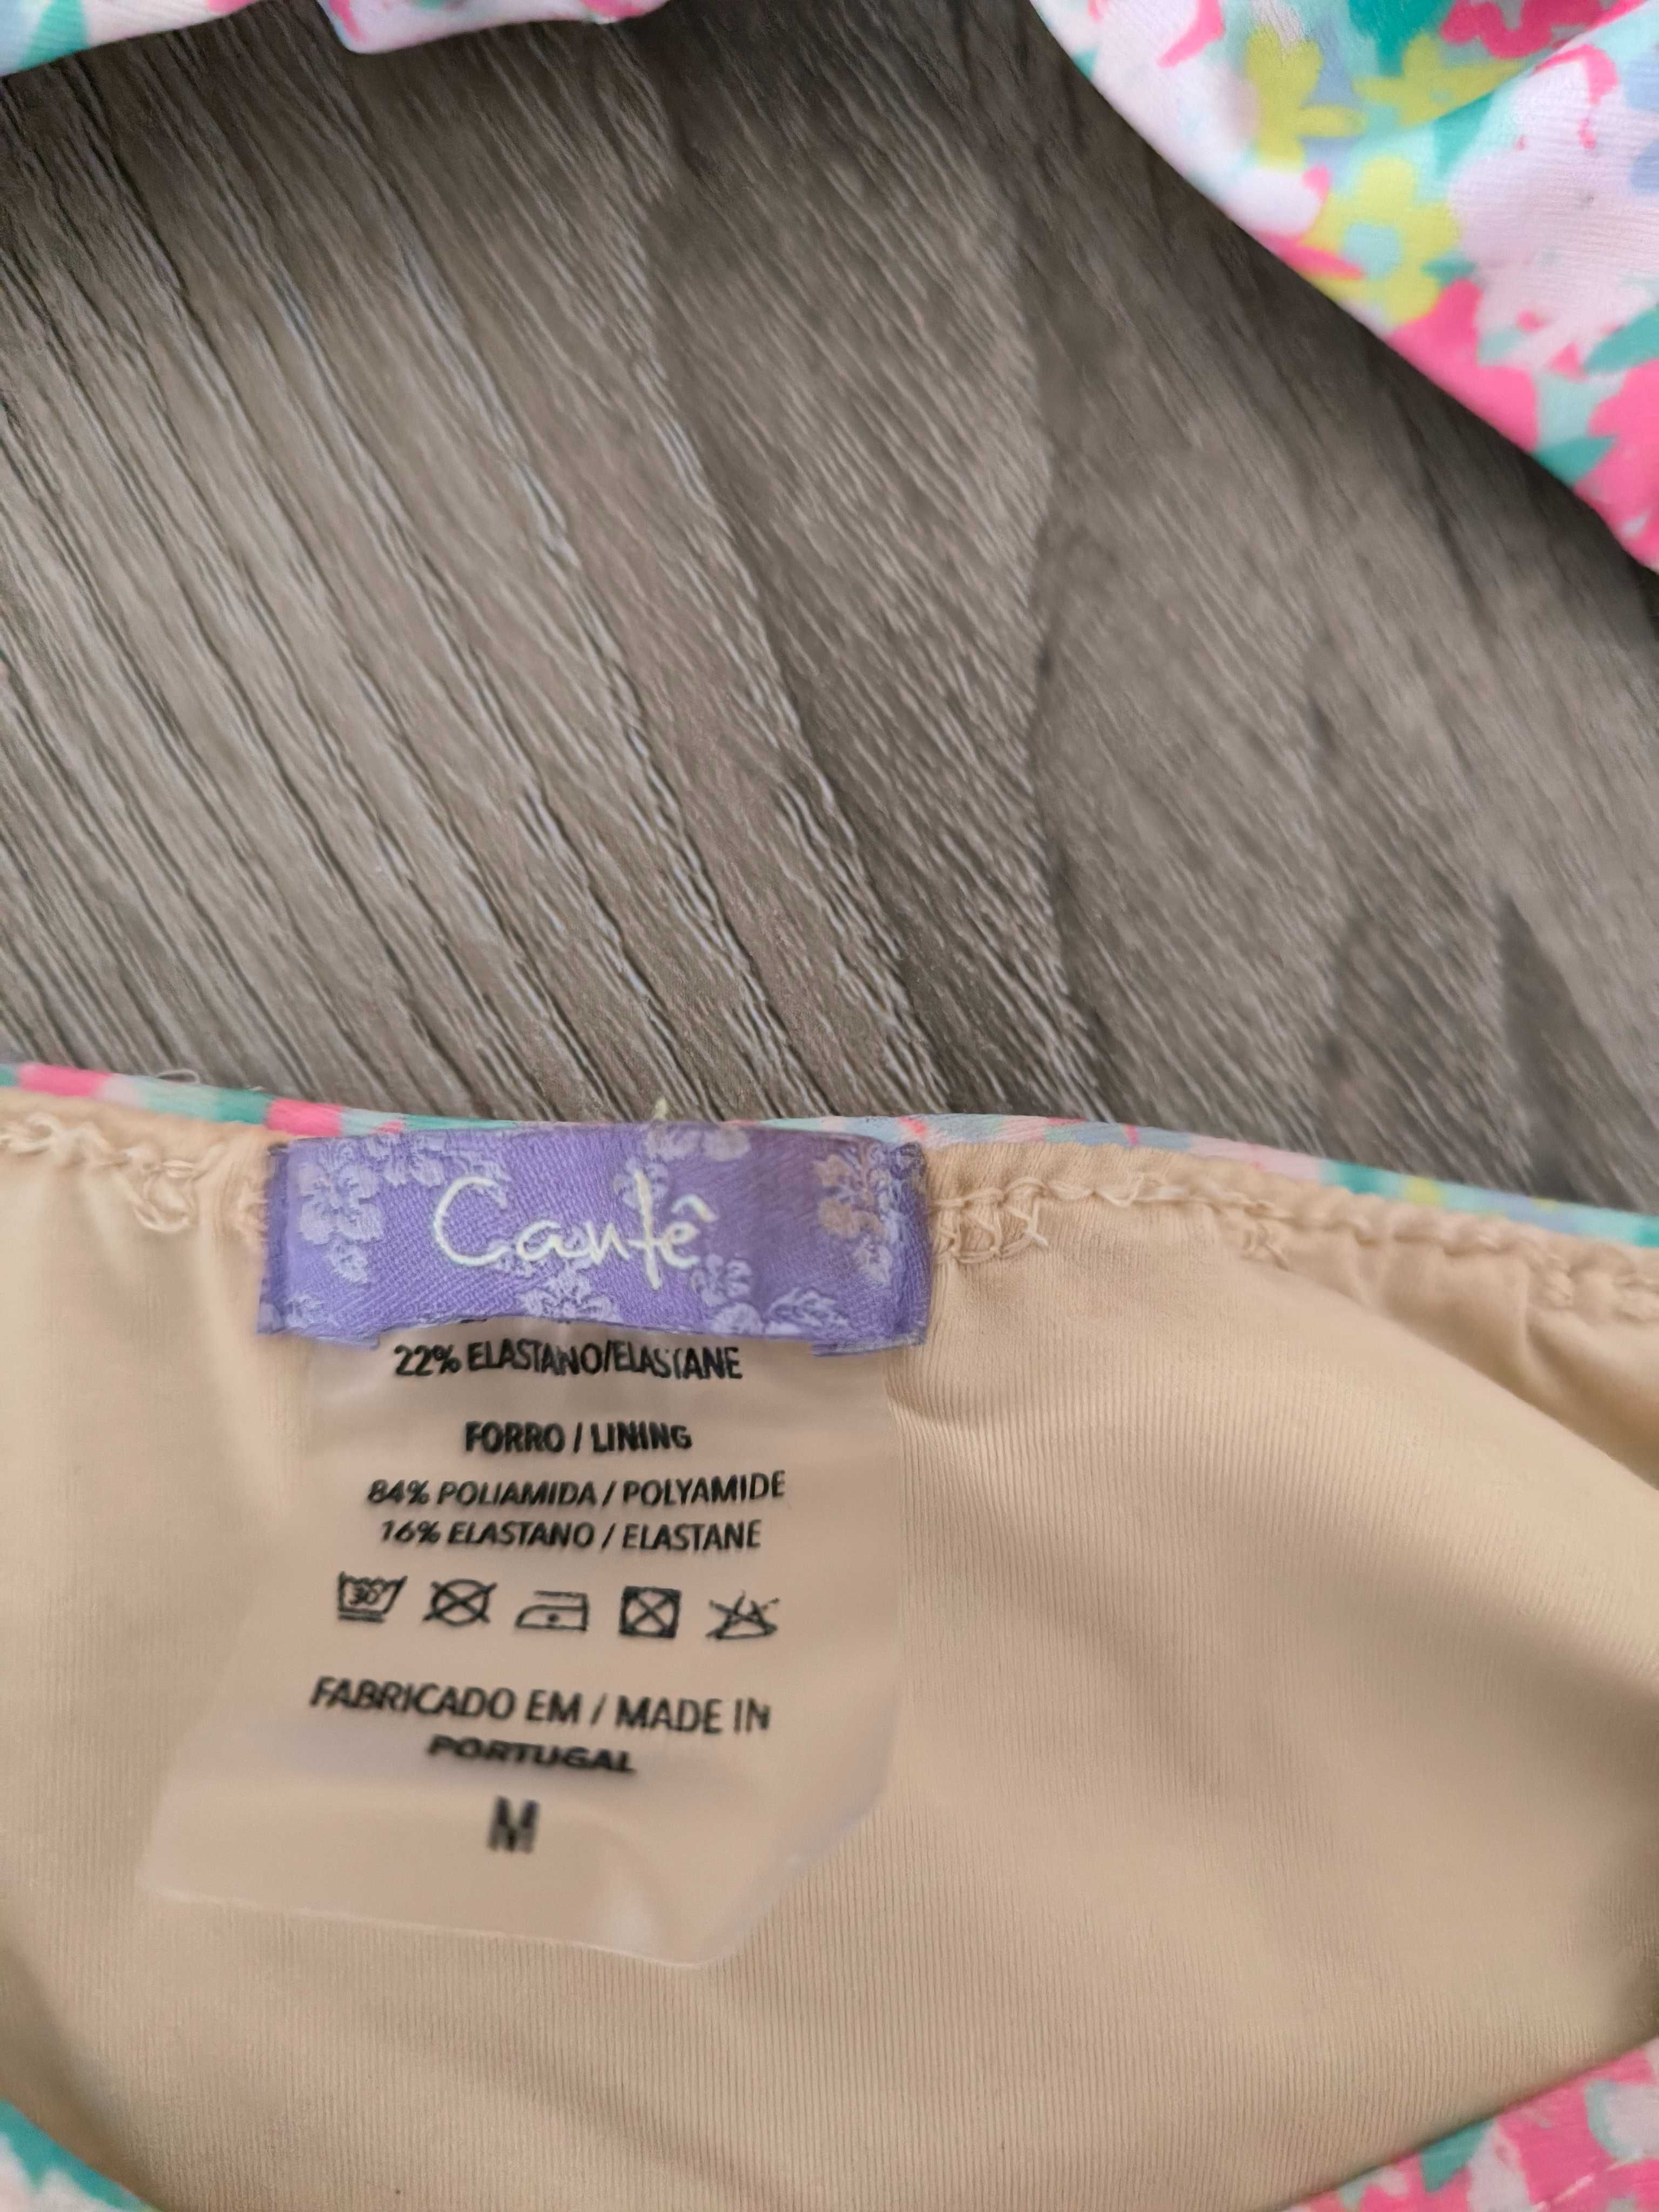 Cantê
22% ELASTANO/ELASTANE
FORRO / LINING
84% POLIAMIDA / POLYAMIDE
16% ELASTANO / ELASTANE
30°
FABRICADO EM / MADE IN
PORTUGAL
M